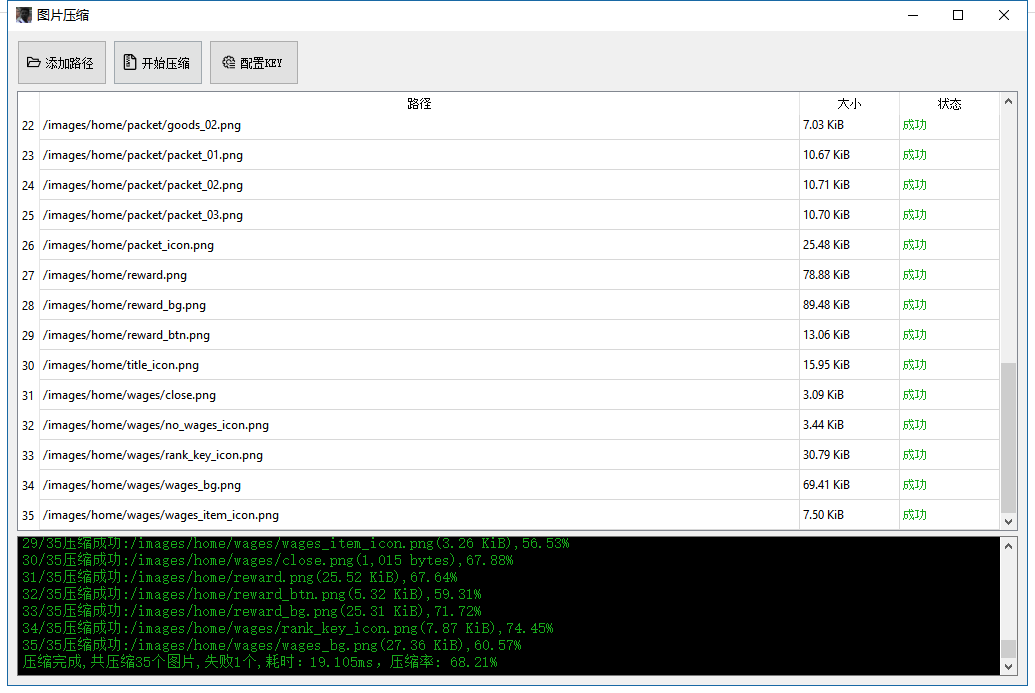 图片压缩
添加路径 开始压缩 配置KEY
路径 大小 状态
22 /images/home/packet/goods_02.png 7.03 KiB 成功
23 /images/home/packet/packet_01.png 10.67 KiB 成功
24 /images/home/packet/packet_02.png 10.71 KiB 成功
25 /images/home/packet/packet_03.png 10.70 KiB 成功
26 /images/home/packet_icon.png 25.48 KiB 成功
27 /images/home/reward.png 78.88 KiB 成功
28 /images/home/reward_bg.png 89.48 KiB 成功
29 /images/home/reward_btn.png 13.06 KiB 成功
30 /images/home/title_icon.png 15.95 KiB 成功
31 /images/home/wages/close.png 3.09 KiB 成功
32 /images/home/wages/no_wages_icon.png 3.44 KiB 成功
33 /images/home/wages/rank_key_icon.png 30.79 KiB 成功
34 /images/home/wages/wages_bg.png 69.41 KiB 成功
35 /images/home/wages/wages_item_icon.png 7.50 KiB 成功
29/35压缩成功:/images/home/wages/wages_item_icon.png(3.26 KiB),56.53%
30/35压缩成功:/images/home/wages/close.png(1,015 bytes),67.88%
31/35压缩成功:/images/home/reward.png(25.52 KiB),67.64%
32/35压缩成功:/images/home/reward_btn.png(5.32 KiB),59.31%
33/35压缩成功:/images/home/reward_bg.png(25.31 KiB),71.72%
34/35压缩成功:/images/home/wages/rank_key_icon.png(7.87 KiB),74.45%
35/35压缩成功:/images/home/wages/wages_bg.png(27.36 KiB),60.57%
压缩完成,共压缩35个图片,失败1个,耗时：19.105ms，压缩率: 68.21%